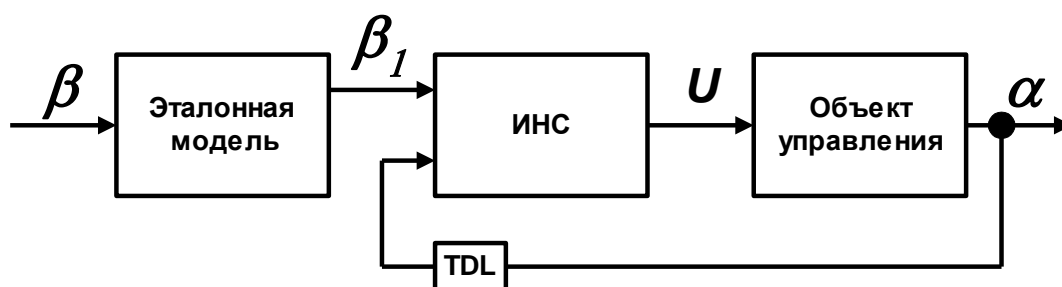 β
Эталонная
модель
β₁
ИНС
U
Объект
управления
α
TDL